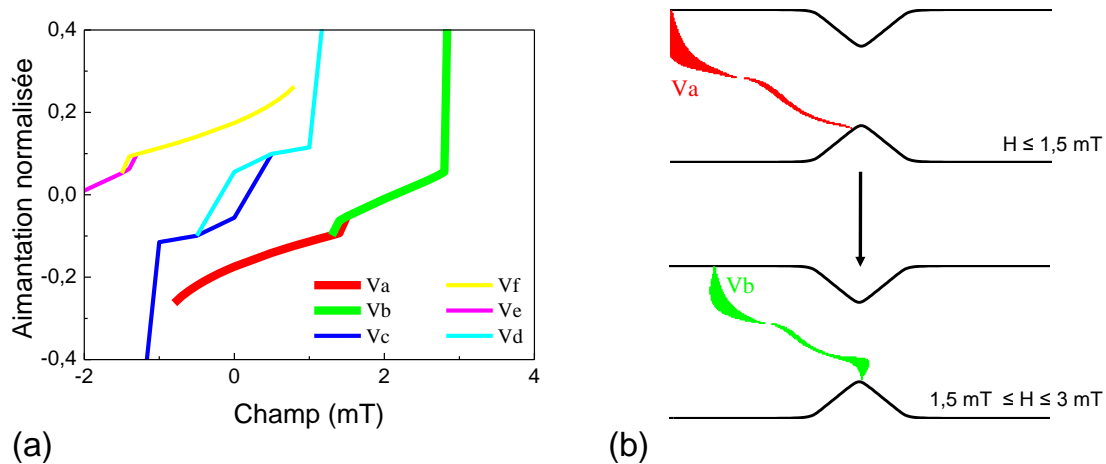 0,4
0,2
0,0
-0,2
-0,4
Aimantation normalisée
-2
0
2
4
Champ (mT)
Va
Vb
Vc
Vf
Ve
Vd
(a)
Va
H ≤ 1,5 mT
Vb
1,5 mT ≤ H ≤ 3 mT
(b)